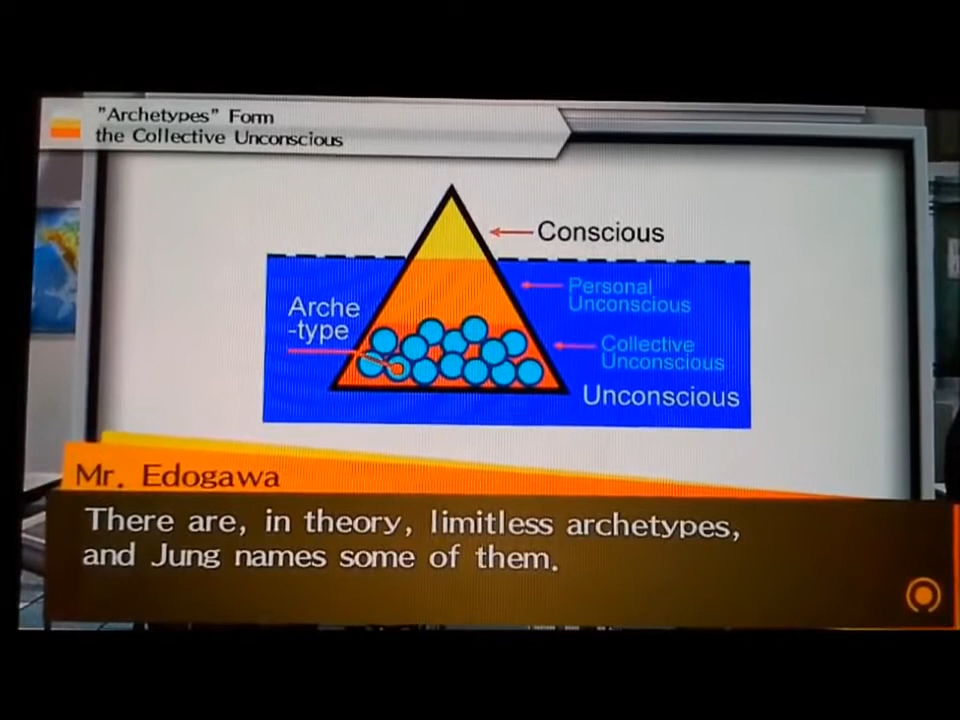 "Archetypes" Form
the Collective Unconscious
Conscious
Personal
Unconscious
Arche
-type
Collective
Unconscious
Unconscious
Mr. Edogawa
There are, in theory, limitless archetypes,
and Jung names some of them.